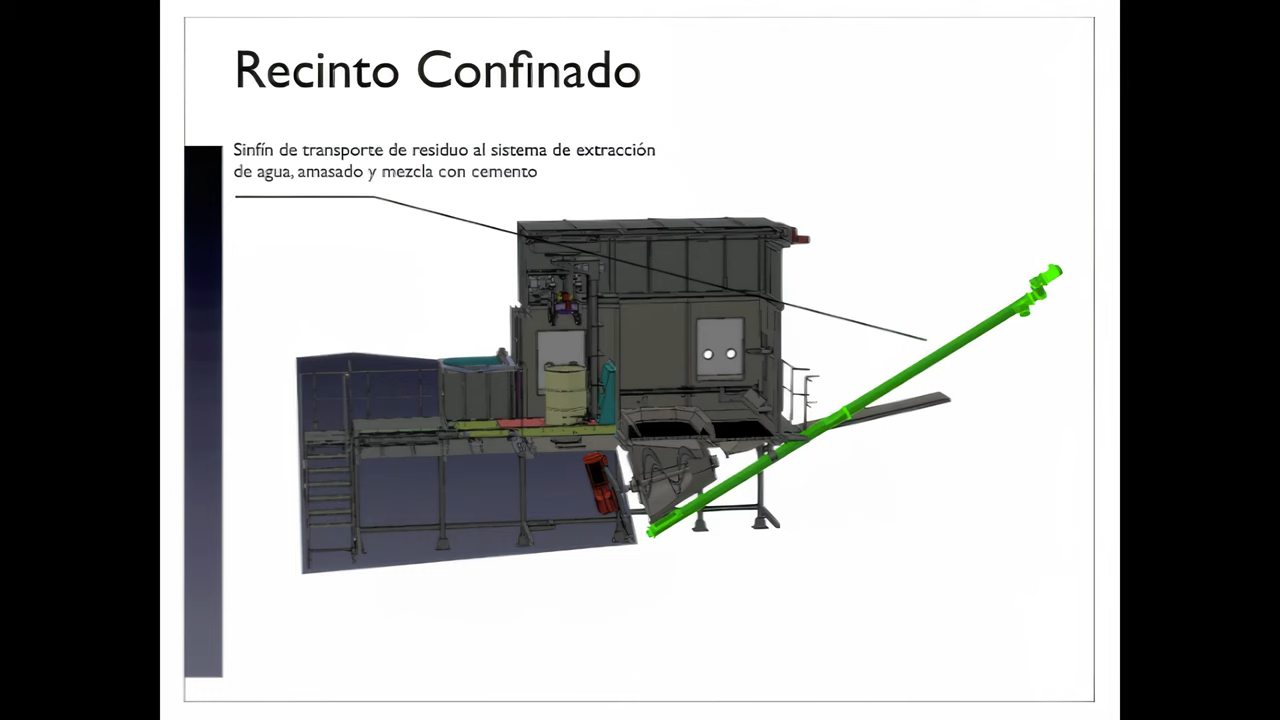 Recinto Confinado
Sinfín de transporte de residuo al sistema de extracción
de agua, amasado y mezcla con cemento